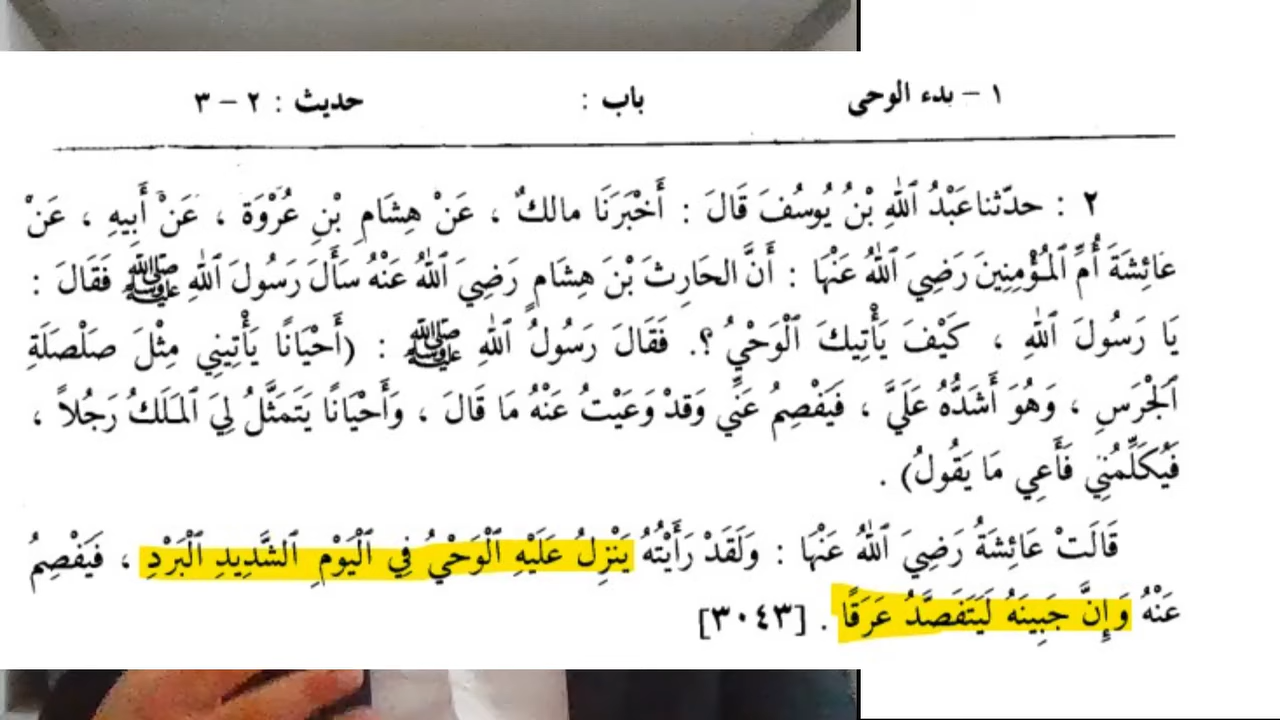 ١ – بدء الوحى باب : حديث : ٢ – ٣
٢ : حدّثنا عَبْدُ ٱللهِ بْنُ يُوسُفَ قَالَ : أَخْبَرَنَا مالكٌ ، عَنْ هِشَامِ بْنِ عُرْوَةَ ، عَنْ أَبِيهِ ، عَنْ
عَائِشَةَ أُمِّ ٱلْمُؤْمِنِينَ رَضِيَ ٱللهُ عَنْهَا : أَنَّ الحَارِثَ بْنَ هِشَامٍ رَضِيَ ٱللهُ عَنْهُ سَأَلَ رَسُولَ ٱللهِ ﷺ فَقَالَ :
يَا رَسُولَ ٱللهِ ، كَيْفَ يَأْتِيكَ ٱلْوَحْيُ ؟. فَقَالَ رَسُولُ ٱللهِ ﷺ : (أَحْيَانًا يَأْتِينِي مِثْلَ صَلْصَلَةِ
ٱلْجَرَسِ ، وَهُوَ أَشَدُّهُ عَلَيَّ ، فَيَفْصِمُ عَنِّي وَقَدْ وَعَيْتُ عَنْهُ مَا قَالَ ، وَأَحْيَانًا يَتَمَثَّلُ لِيَ ٱلْمَلَكُ رَجُلاً ،
فَيُكَلِّمُنِي فَأَعِي مَا يَقُولُ) .
قَالَتْ عَائِشَةُ رَضِيَ ٱللهُ عَنْهَا : وَلَقَدْ رَأَيْتُهُ يَنْزِلُ عَلَيْهِ ٱلْوَحْيُ فِي ٱلْيَوْمِ ٱلشَّدِيدِ ٱلْبَرْدِ ، فَيَفْصِمُ
عَنْهُ وَإِنَّ جَبِينَهُ لَيَتَفَصَّدُ عَرَقًا . [٣٠٤٣]